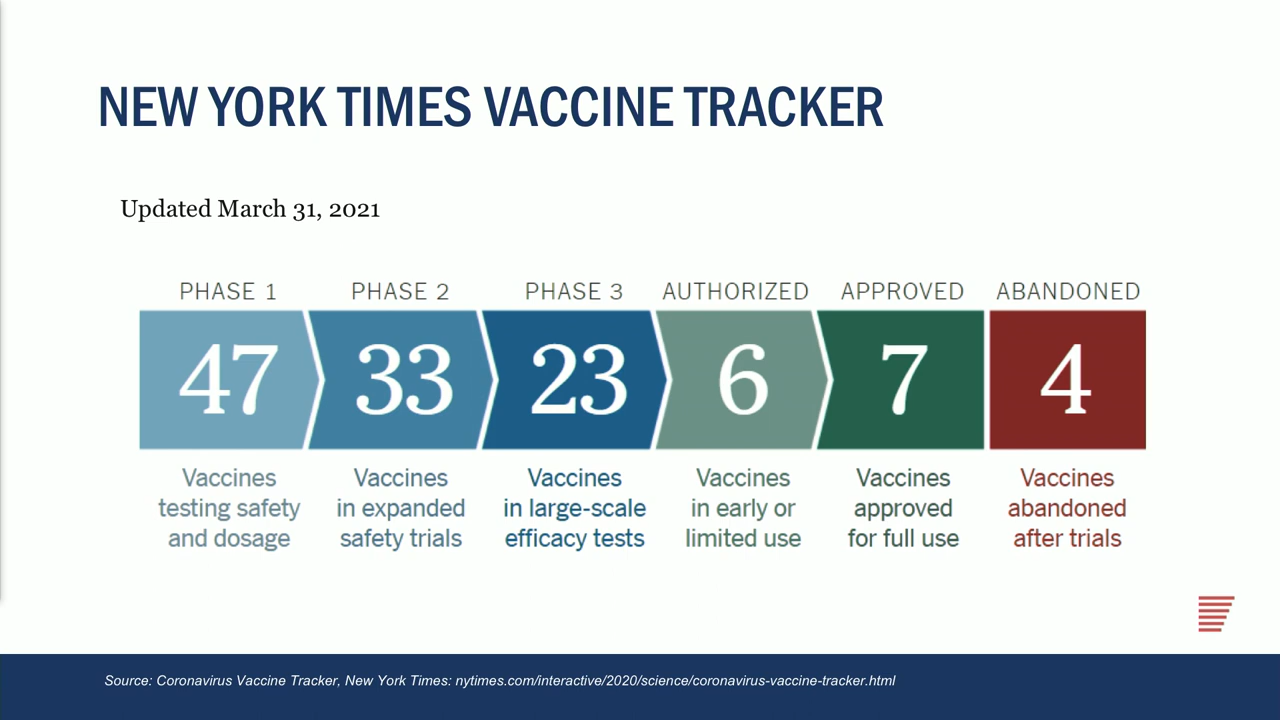 NEW YORK TIMES VACCINE TRACKER
Updated March 31, 2021
PHASE 1 PHASE 2 PHASE 3 AUTHORIZED APPROVED ABANDONED
47 33 23 6 7 4
Vaccines Vaccines Vaccines Vaccines Vaccines Vaccines
testing safety in expanded in large-scale in early or approved abandoned
and dosage safety trials efficacy tests limited use for full use after trials
Source: Coronavirus Vaccine Tracker, New York Times: nytimes.com/interactive/2020/science/coronavirus-vaccine-tracker.html